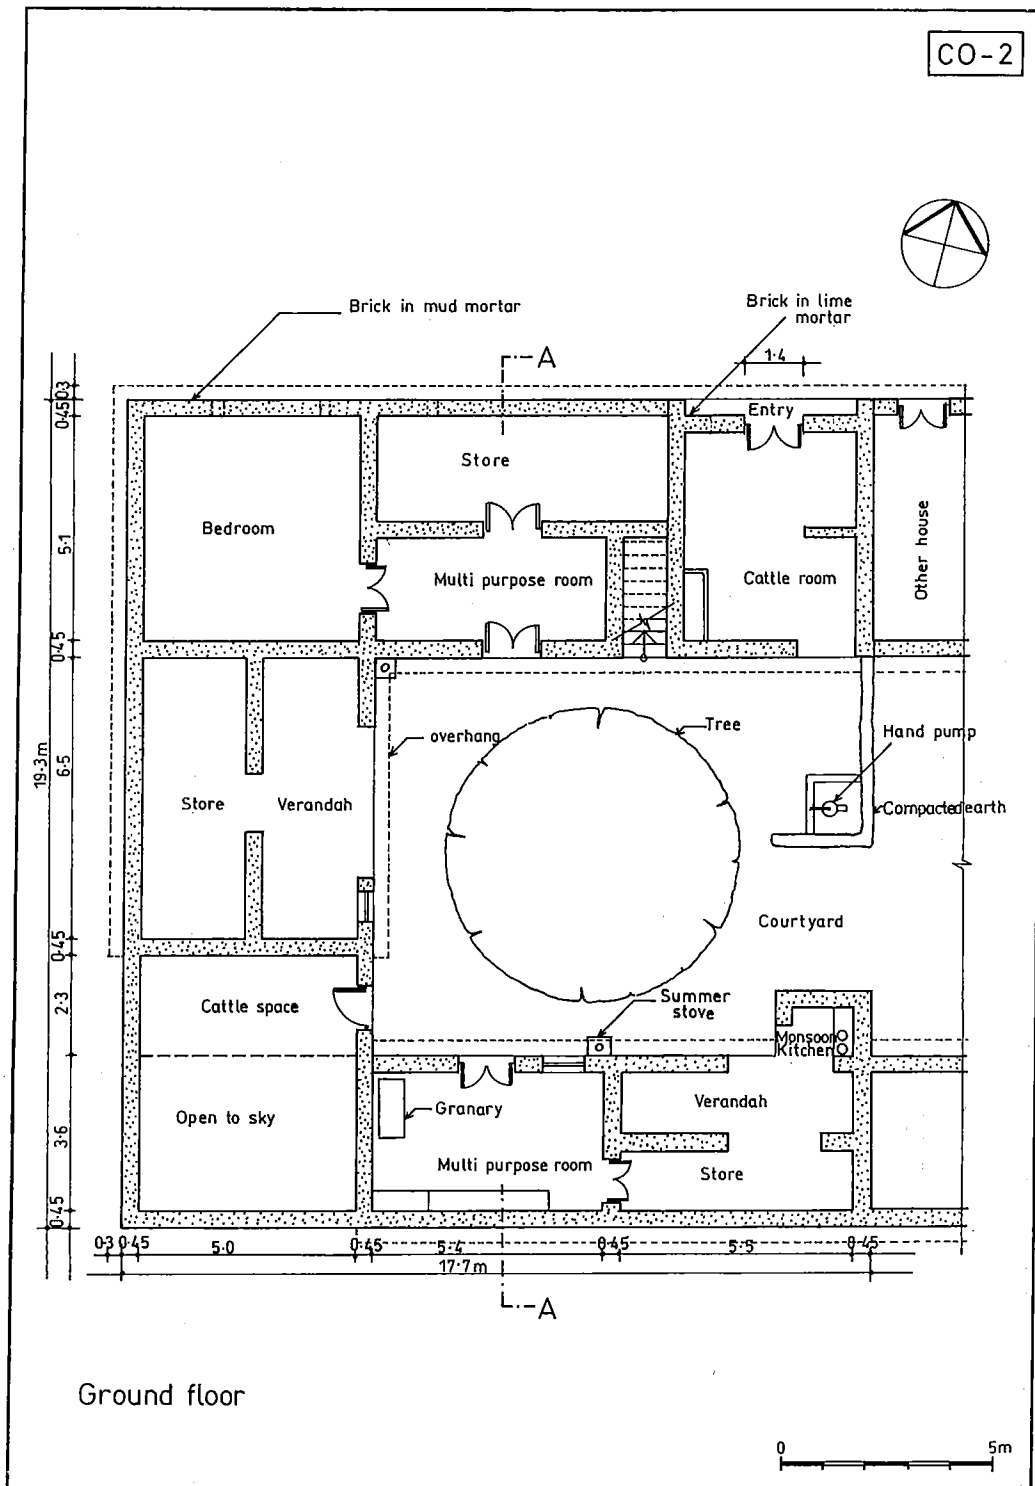 CO-2
Brick in mud mortar
Brick in lime
mortar
A
1·4
Entry
Store
Bedroom
Other house
Multi purpose room
Cattle room
Tree
overhang
Hand pump
Store
Verandah
Compacted earth
Courtyard
Cattle space
Summer
stove
Monsoon
Kitchen
Open to sky
Granary
Verandah
Multi purpose room
Store
0·3
0·45
5·1
0·45
6·5
0·45
2·3
3·6
0·45
19·3m
0·3 0·45 5·0 0·45 5·4 0·45 5·5 0·45
17·7m
A
Ground floor
0 5m